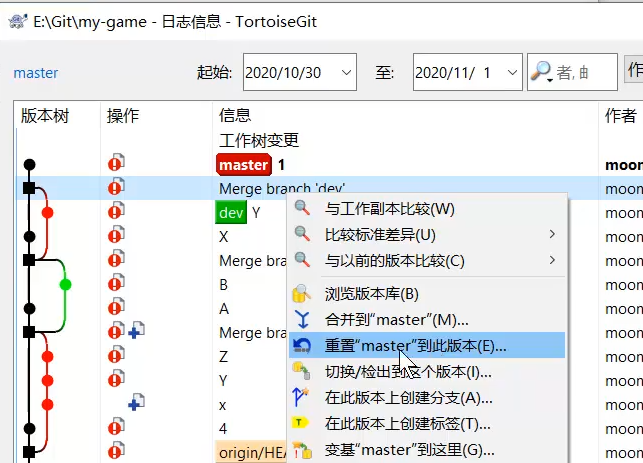 E:\Git\my-game - 日志信息 - TortoiseGit
master 起始: 2020/10/30 至: 2020/11/ 1 者, 作
版本树 操作 信息 作者
工作树变更
master 1 moon
Merge branch 'dev' moon
dev Y moon
X moon
Merge bra moon
B moon
A moon
Merge bra moon
Z moon
Y moon
x moon
4 moon
origin/HEA moon
与工作副本比较(W)
比较标准差异(U)
与以前的版本比较(C)
浏览版本库(B)
合并到“master”(M)...
重置“master”到此版本(E)...
切换/检出到这个版本(I)...
在此版本上创建分支(A)...
在此版本上创建标签(T)...
变基“master”到这里(G)...